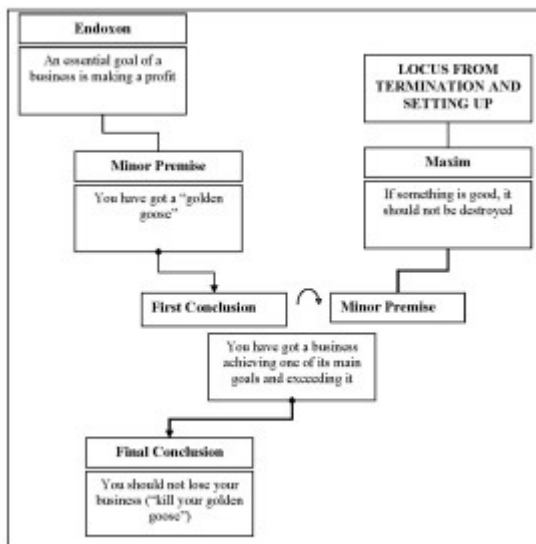 Endoxon
An essential goal of a
business is making a profit
LOCUS FROM
TERMINATION AND
SETTING UP
Minor Premise
You have got a “golden
goose”
Maxim
If something is good, it
should not be destroyed
First Conclusion
Minor Premise
You have got a business
achieving one of its main
goals and exceeding it
Final Conclusion
You should not lose your
business (“kill your golden
goose”)